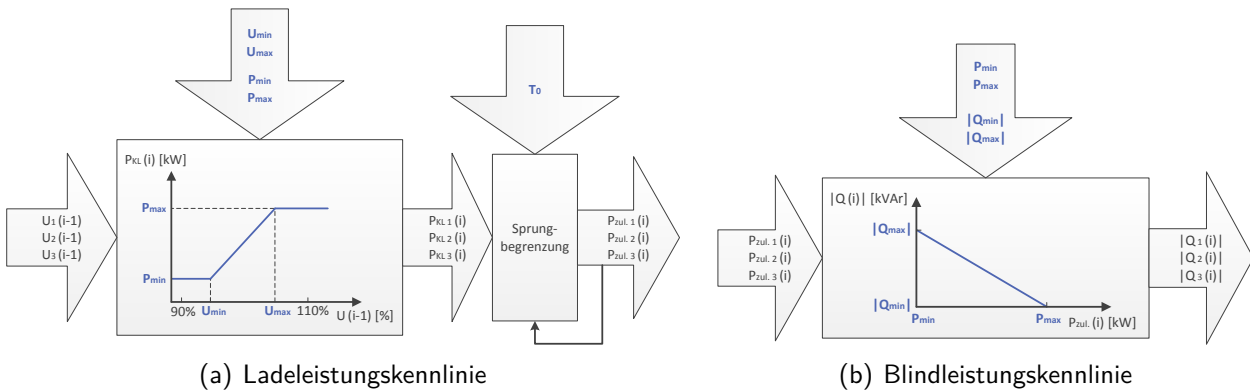 Umin
Umax
Pmin
Pmax
U1 (i-1)
U2 (i-1)
U3 (i-1)
PKL (i) [kW]
Pmax
Pmin
90%
Umin
Umax
110%
U (i-1) [%]
PKL 1 (i)
PKL 2 (i)
PKL 3 (i)
T0
Sprung-
begrenzung
Pzul. 1 (i)
Pzul. 2 (i)
Pzul. 3 (i)
(a) Ladeleistungskennlinie
Pmin
Pmax
|Qmin|
|Qmax|
Pzul. 1 (i)
Pzul. 2 (i)
Pzul. 3 (i)
|Q (i)| [kVAr]
|Qmax|
|Qmin|
Pmin
Pmax
Pzul. (i) [kW]
|Q1 (i)|
|Q2 (i)|
|Q3 (i)|
(b) Blindleistungskennlinie